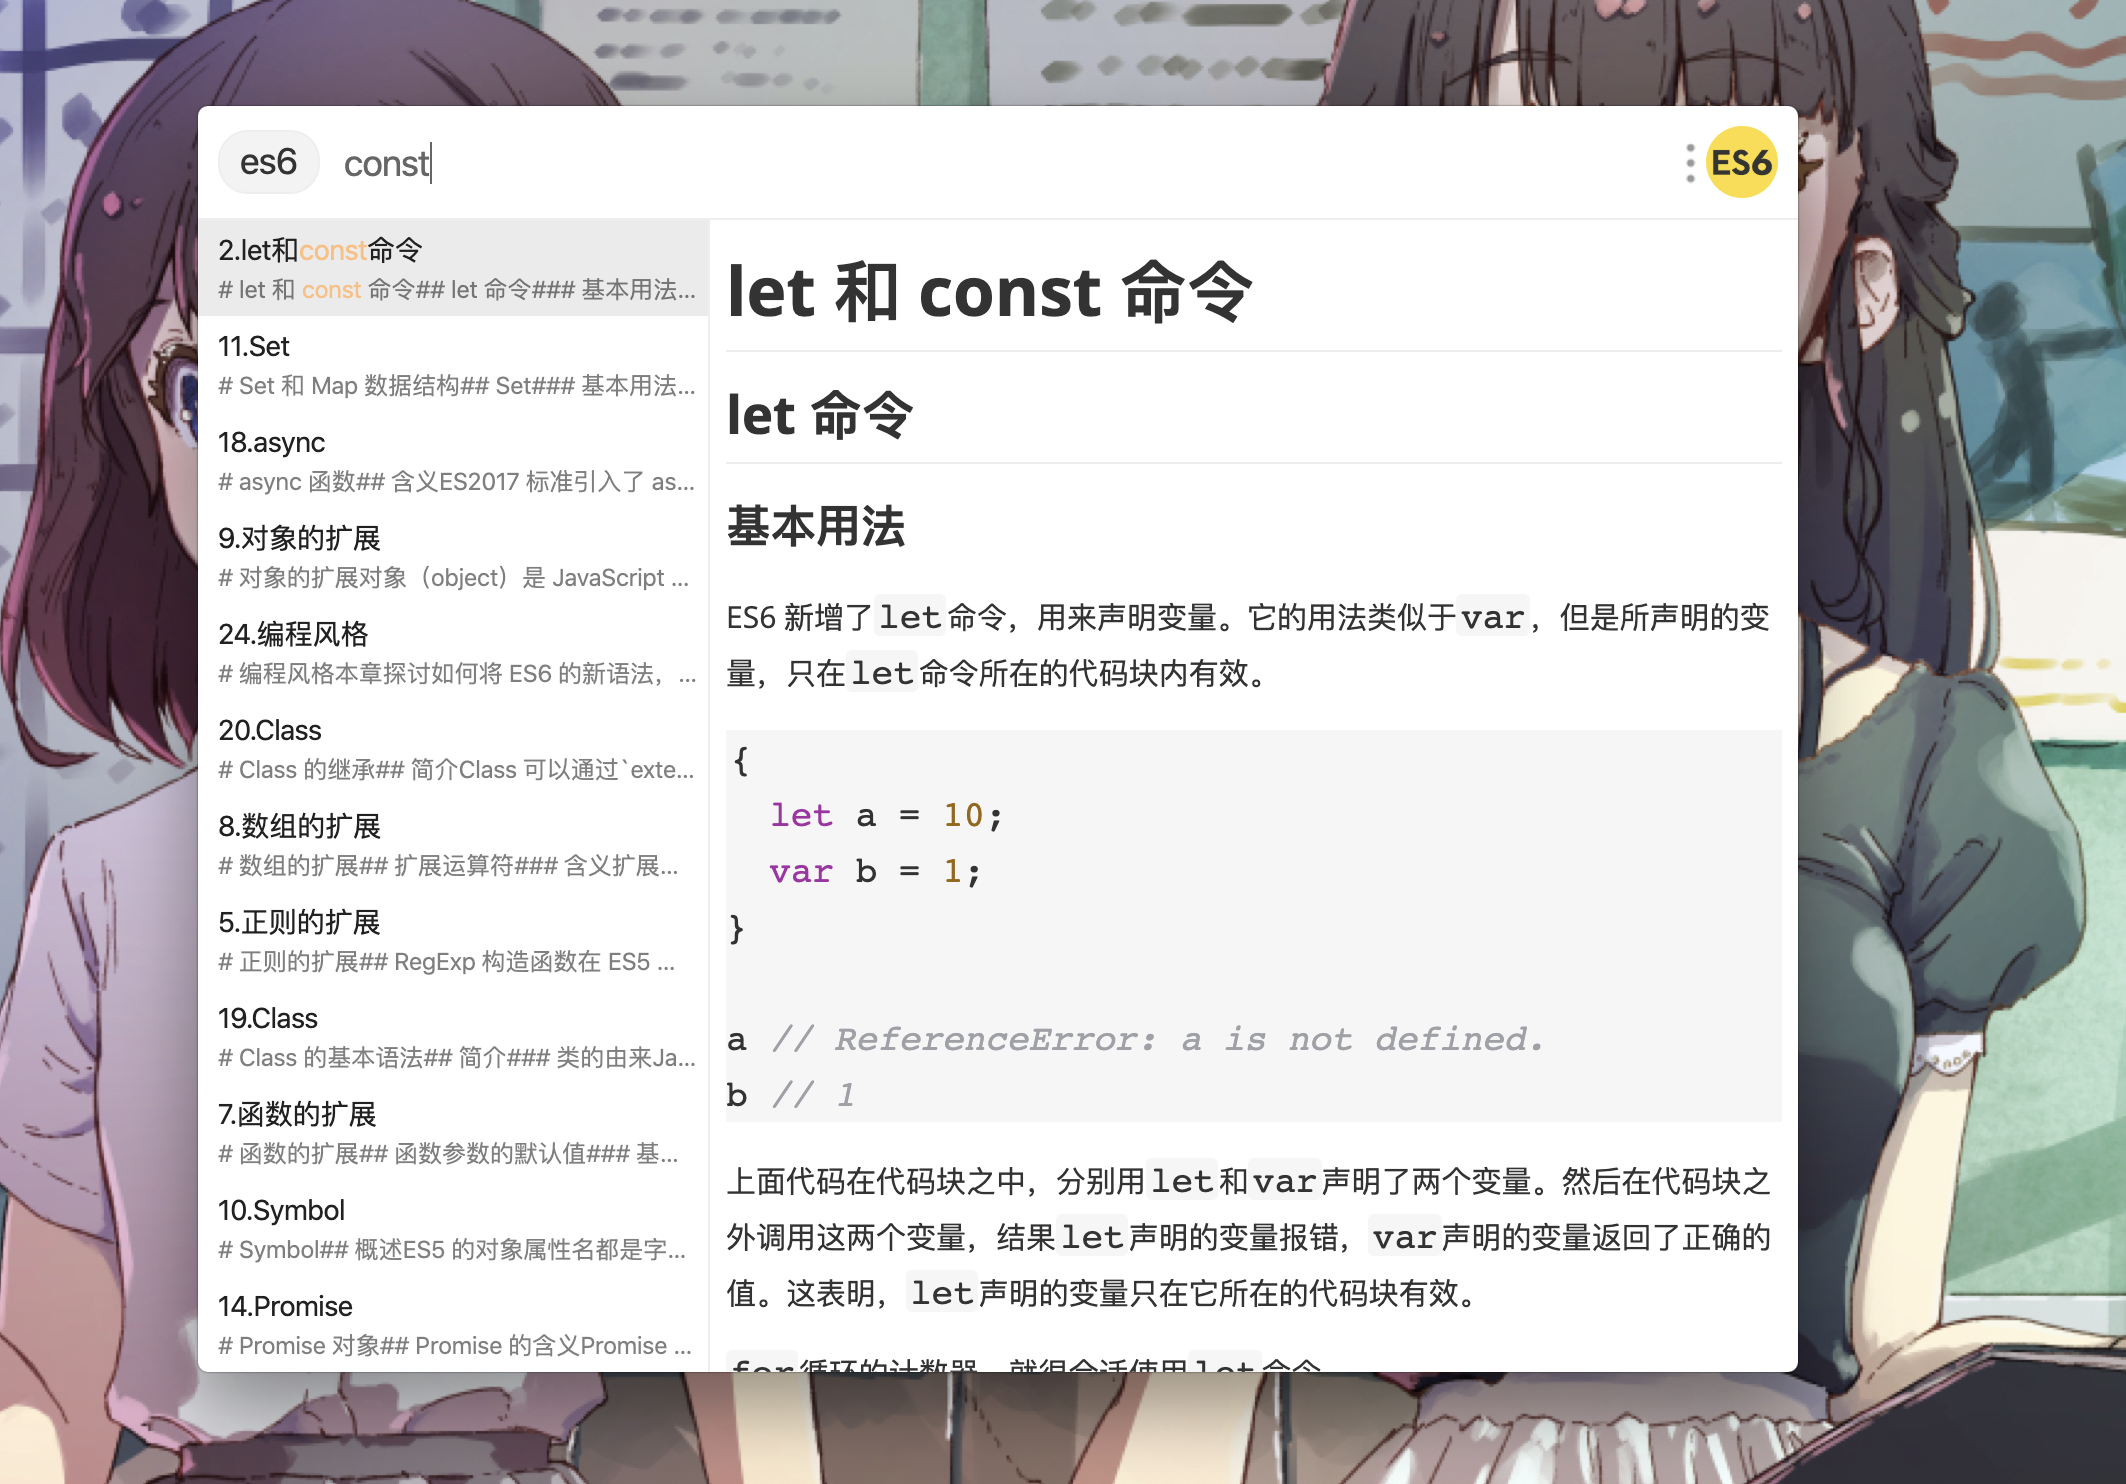 es6 const
ES6
2.let和const命令
# let 和 const 命令## let 命令### 基本用法...
11.Set
# Set 和 Map 数据结构## Set### 基本用法...
18.async
# async 函数## 含义ES2017 标准引入了 as...
9.对象的扩展
# 对象的扩展对象（object）是 JavaScript ...
24.编程风格
# 编程风格本章探讨如何将 ES6 的新语法，...
20.Class
# Class 的继承## 简介Class 可以通过`exte...
8.数组的扩展
# 数组的扩展## 扩展运算符### 含义扩展...
5.正则的扩展
# 正则的扩展## RegExp 构造函数在 ES5 ...
19.Class
# Class 的基本语法## 简介### 类的由来Ja...
7.函数的扩展
# 函数的扩展## 函数参数的默认值### 基...
10.Symbol
# Symbol## 概述ES5 的对象属性名都是字...
14.Promise
# Promise 对象## Promise 的含义Promise ...
let 和 const 命令
let 命令
基本用法
ES6 新增了let命令，用来声明变量。它的用法类似于var，但是所声明的变
量，只在let命令所在的代码块内有效。
{
  let a = 10;
  var b = 1;
}
a // ReferenceError: a is not defined.
b // 1
上面代码在代码块之中，分别用let和var声明了两个变量。然后在代码块之
外调用这两个变量，结果let声明的变量报错，var声明的变量返回了正确的
值。这表明，let声明的变量只在它所在的代码块有效。
for循环的计数器，就很合适使用let命令